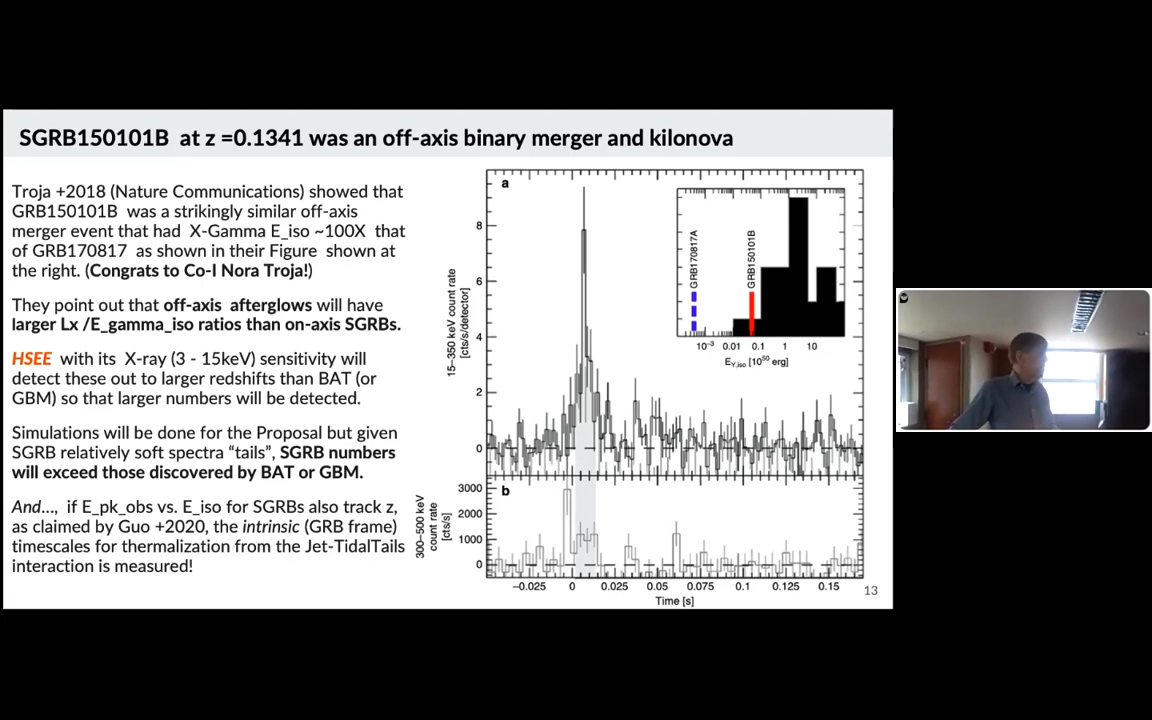 SGRB150101B at z =0.1341 was an off-axis binary merger and kilonova
Troja +2018 (Nature Communications) showed that
GRB150101B was a strikingly similar off-axis
merger event that had X-Gamma E_iso ~100X that
of GRB170817 as shown in their Figure shown at
the right. (Congrats to Co-I Nora Troja!)
They point out that off-axis afterglows will have
larger Lx /E_gamma_iso ratios than on-axis SGRBs.
HSEE with its X-ray (3 - 15keV) sensitivity will
detect these out to larger redshifts than BAT (or
GBM) so that larger numbers will be detected.
Simulations will be done for the Proposal but given
SGRB relatively soft spectra “tails”, SGRB numbers
will exceed those discovered by BAT or GBM.
And..., if E_pk_obs vs. E_iso for SGRBs also track z,
as claimed by Guo +2020, the intrinsic (GRB frame)
timescales for thermalization from the Jet-TidalTails
interaction is measured!
a
15–350 keV count rate
[cts/s/detector]
8
6
4
2
0
GRB170817A
GRB150101B
10⁻³ 0.01 0.1 1 10
Eγ,iso [10⁵⁰ erg]
b
300–500 keV
count rate
[cts/s]
3000
2000
1000
0
−0.025 0 0.025 0.05 0.075 0.1 0.125 0.15
Time [s]
13